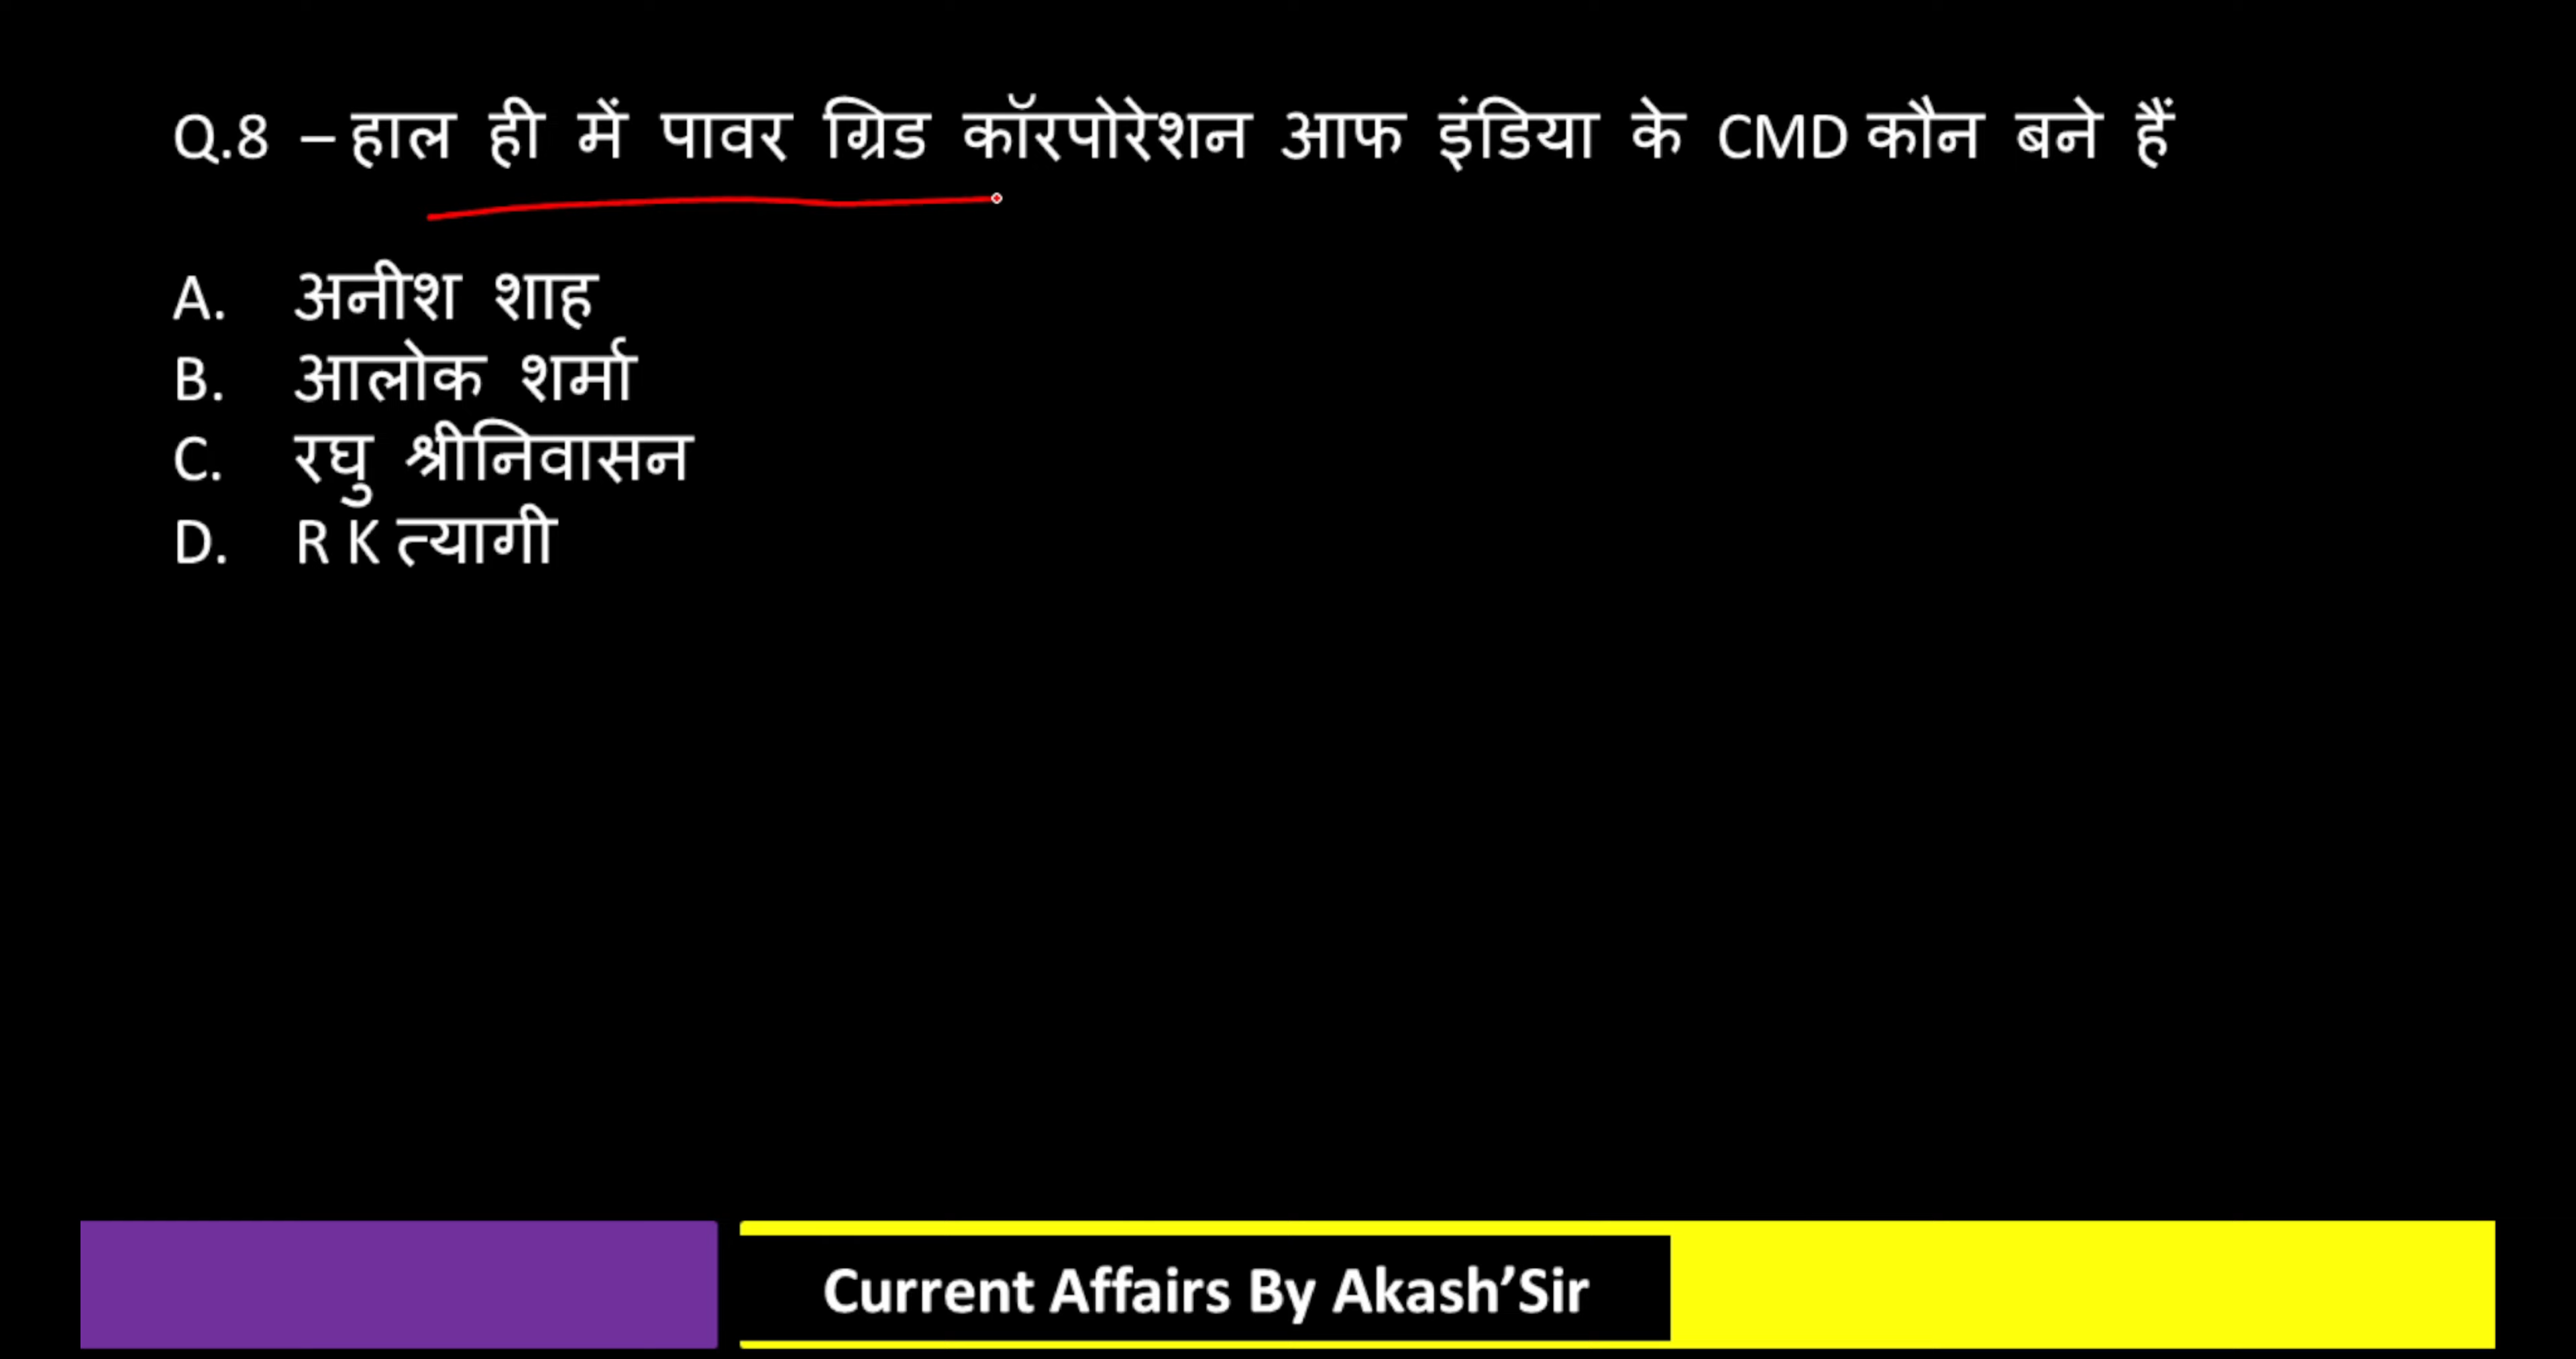 Q.8 – हाल ही में पावर ग्रिड कॉरपोरेशन आफ इंडिया के CMD कौन बने हैं
A. अनीश शाह
B. आलोक शर्मा
C. रघु श्रीनिवासन
D. R K त्यागी
Current Affairs By Akash’Sir